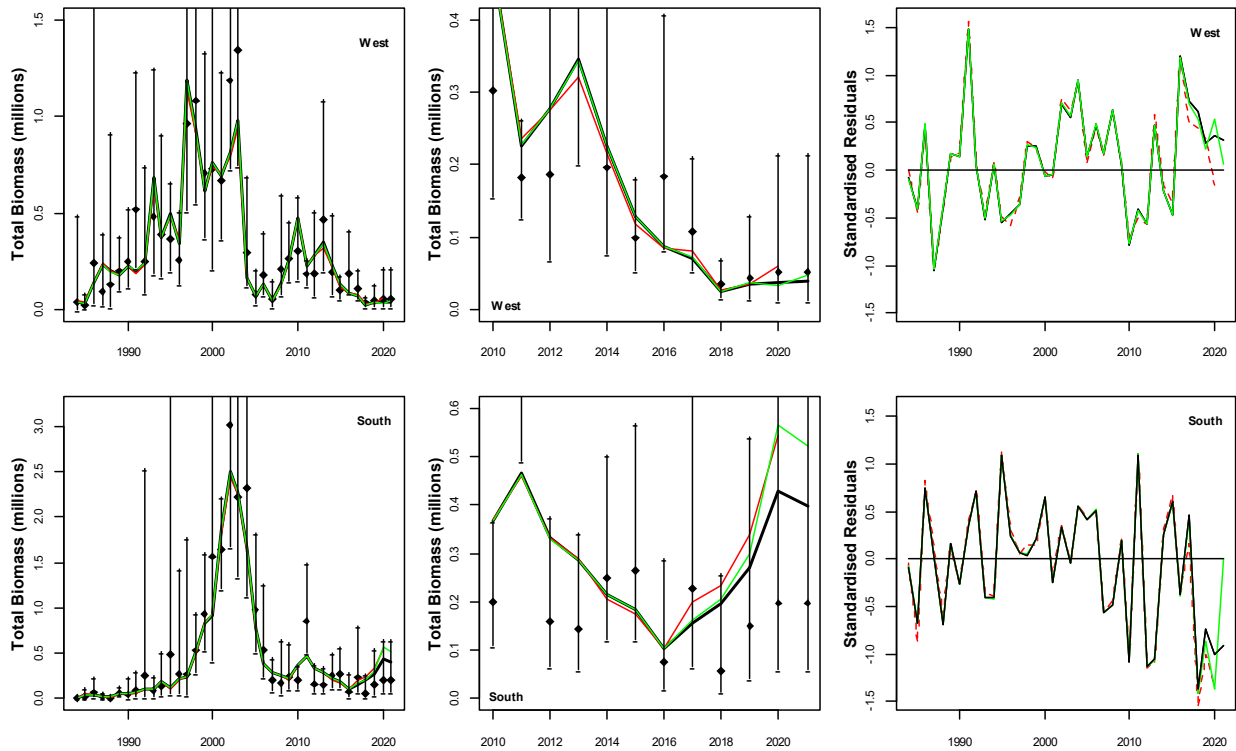 West
Total Biomass (millions)
0.0 0.5 1.0 1.5
1990 2000 2010 2020
West
Total Biomass (millions)
0.0 0.1 0.2 0.3 0.4
2010 2012 2014 2016 2018 2020
West
Standardised Residuals
-1.5 -1.0 -0.5 0.0 0.5 1.0 1.5
1990 2000 2010 2020
South
Total Biomass (millions)
0.0 0.5 1.0 1.5 2.0 2.5 3.0
1990 2000 2010 2020
South
Total Biomass (millions)
0.0 0.1 0.2 0.3 0.4 0.5 0.6
2010 2012 2014 2016 2018 2020
South
Standardised Residuals
-1.5 -1.0 -0.5 0.0 0.5 1.0 1.5
1990 2000 2010 2020